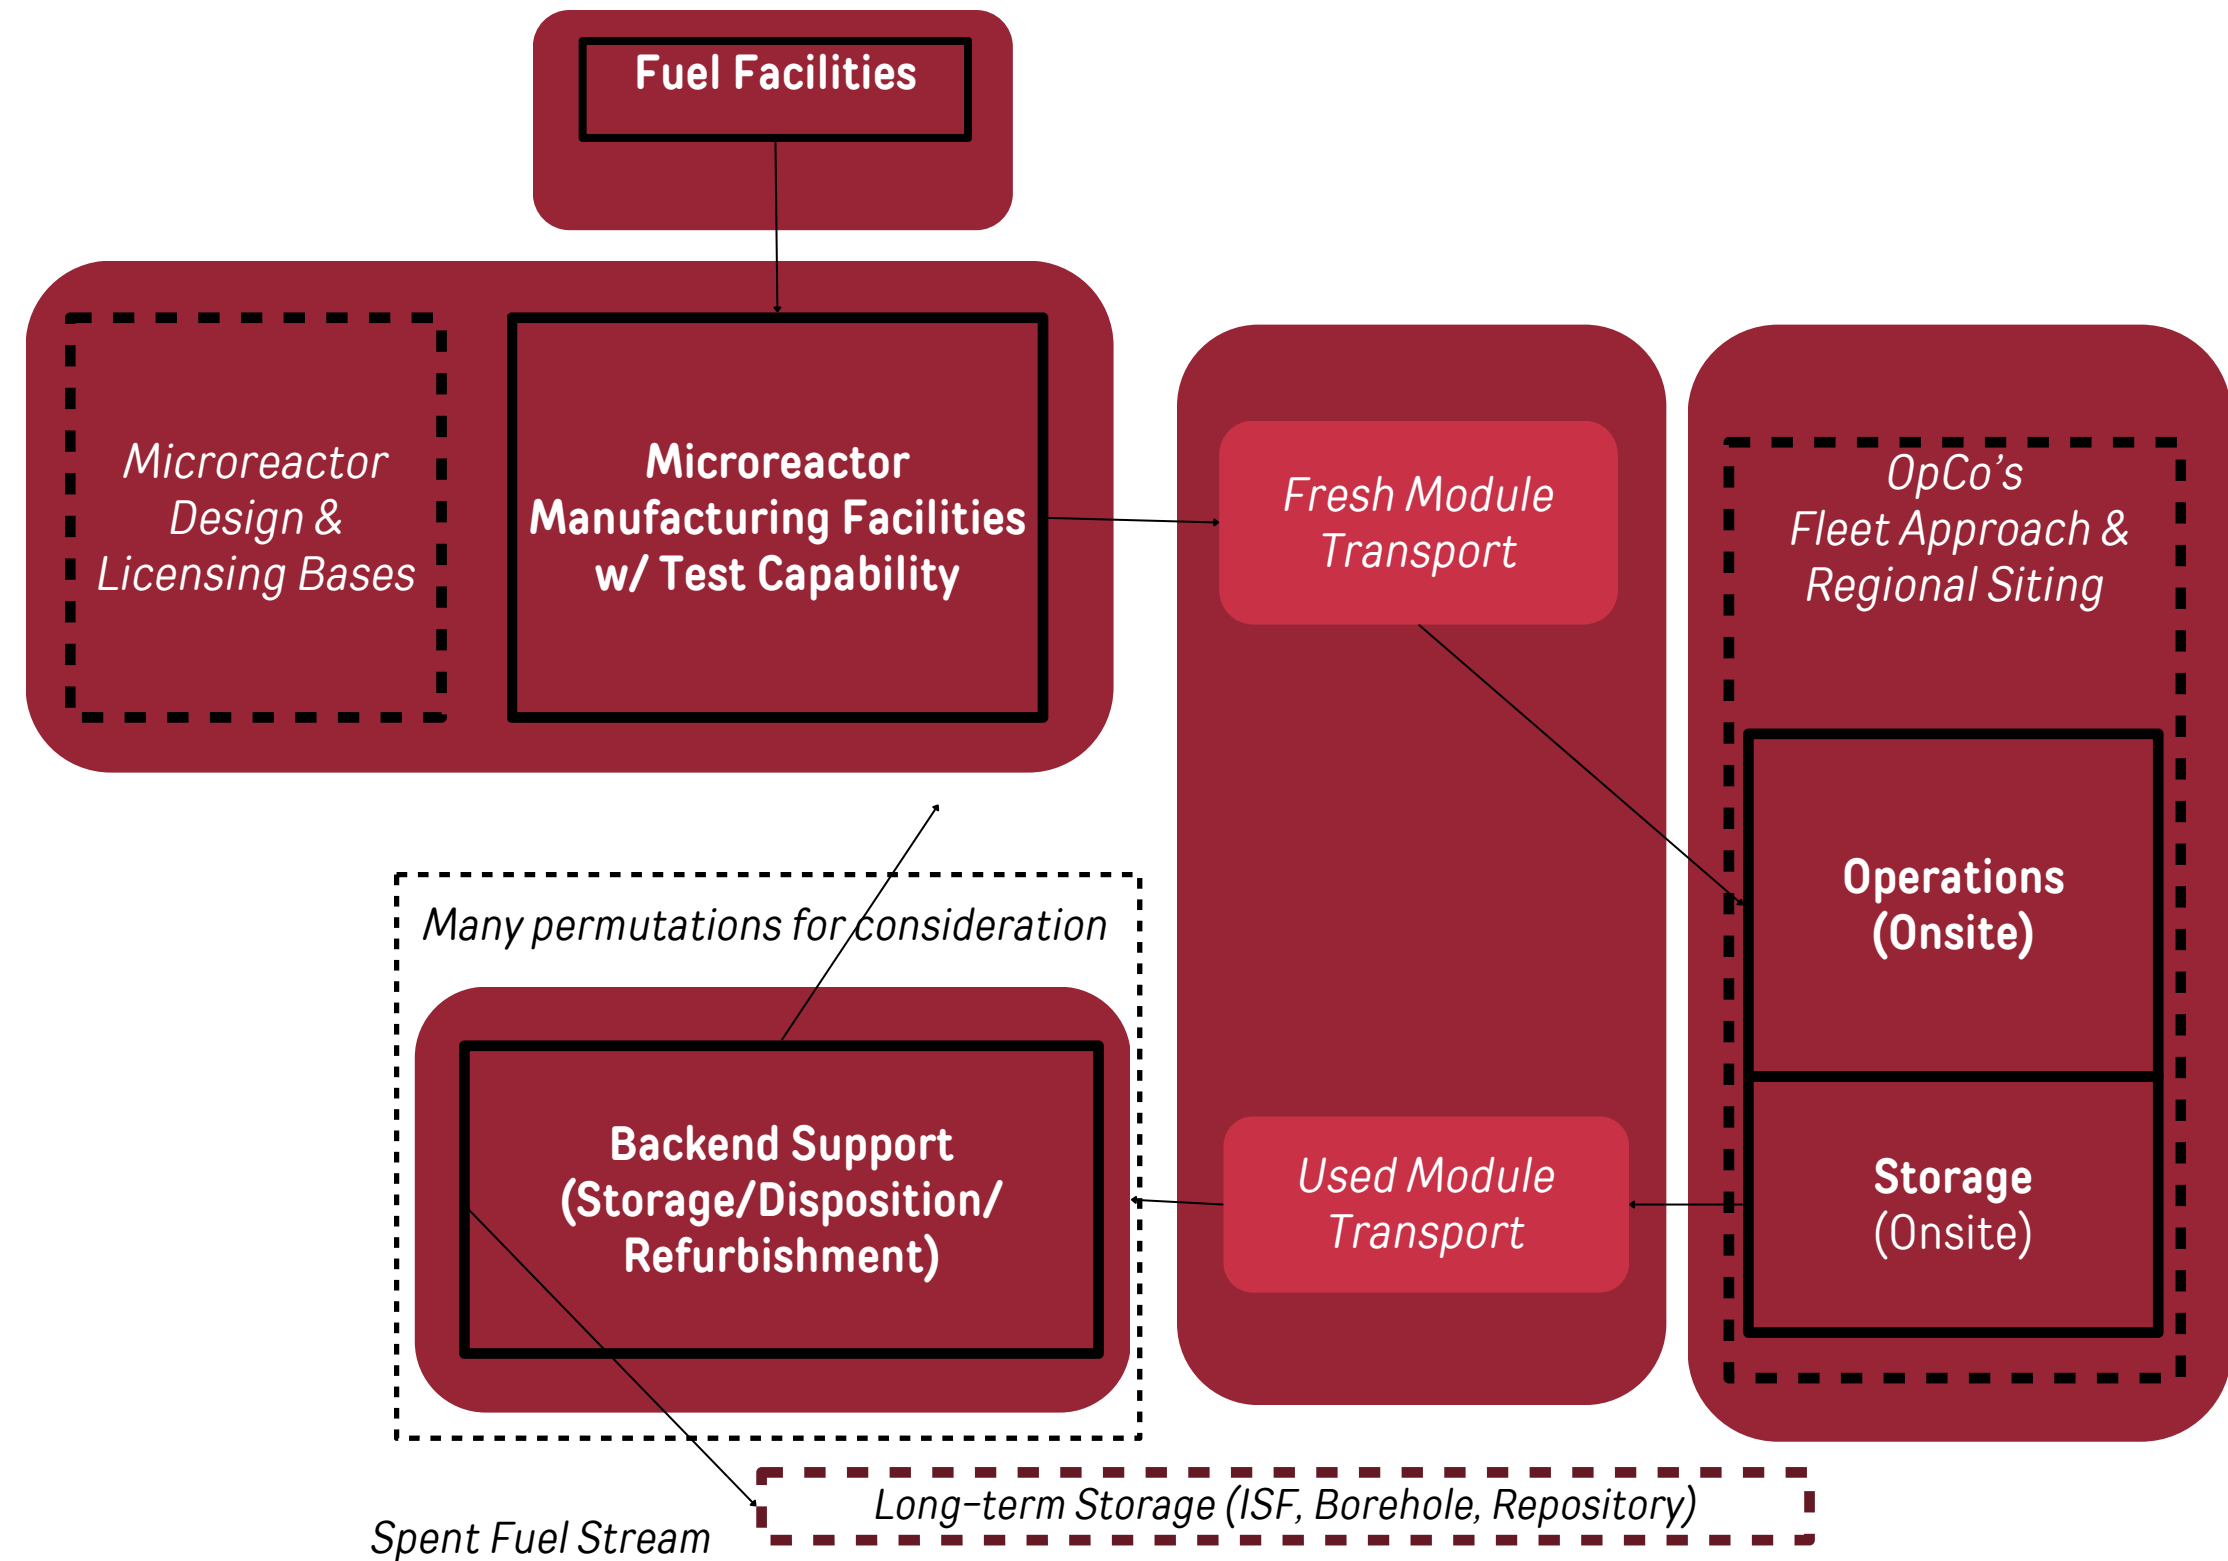 Fuel Facilities
Microreactor
Design &
Licensing Bases
Microreactor
Manufacturing Facilities
w/ Test Capability
Fresh Module
Transport
OpCo’s
Fleet Approach &
Regional Siting
Operations
(Onsite)
Many permutations for consideration
Backend Support
(Storage/Disposition/
Refurbishment)
Used Module
Transport
Storage
(Onsite)
Long-term Storage (ISF, Borehole, Repository)
Spent Fuel Stream